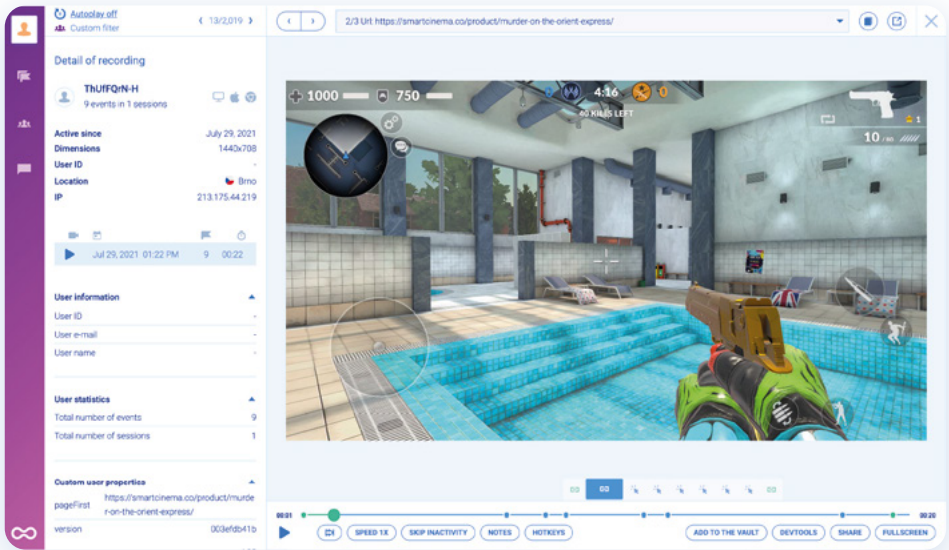 Autoplay off
Custom filter
13/2,019
2/3 Url: https://smartcinema.co/product/murder-on-the-orient-express/
Detail of recording
ThUfFQrN-H
9 events in 1 sessions
Active since July 29, 2021
Dimensions 1440x708
User ID -
Location Brno
IP 213.175.44.219
Jul 29, 2021 01:22 PM 9 00:22
User information
User ID -
User e-mail -
User name -
User statistics
Total number of events 9
Total number of sessions 1
Custom user properties
pageFirst https://smartcinema.co/product/murde
r-on-the-orient-express/
version 003efdb41b
1000 750 4:16 0
40 KILLS LEFT
1
10
00:01 00:20
SPEED 1X SKIP INACTIVITY NOTES HOTKEYS ADD TO THE VAULT DEVTOOLS SHARE FULLSCREEN